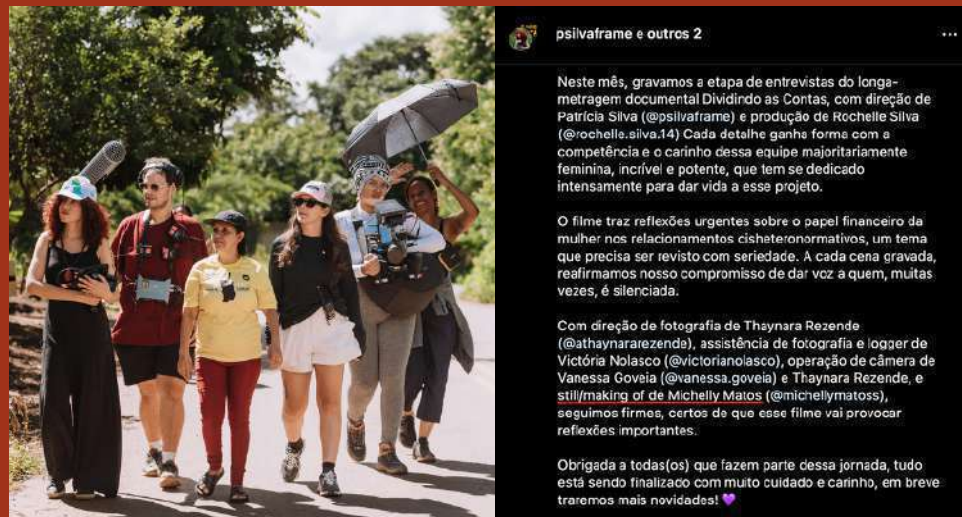 psilvaframe e outros 2
Neste mês, gravamos a etapa de entrevistas do longa-
metragem documental Dividindo as Contas, com direção de
Patrícia Silva (@psilvaframe) e produção de Rochelle Silva
(@rochelle.silva.14) Cada detalhe ganha forma com a
competência e o carinho dessa equipe majoritariamente
feminina, incrível e potente, que tem se dedicado
intensamente para dar vida a esse projeto.
O filme traz reflexões urgentes sobre o papel financeiro da
mulher nos relacionamentos cisheteronormativos, um tema
que precisa ser revisto com seriedade. A cada cena gravada,
reafirmamos nosso compromisso de dar voz a quem, muitas
vezes, é silenciada.
Com direção de fotografia de Thaynara Rezende
(@athaynararezende), assistência de fotografia e logger de
Victória Nolasco (@victorianolasco), operação de câmera de
Vanessa Goveia (@vanessa.goveia) e Thaynara Rezende, e
still/making of de Michelly Matos (@michellymatoss),
seguimos firmes, certos de que esse filme vai provocar
reflexões importantes.
Obrigada a todas(os) que fazem parte dessa jornada, tudo
está sendo finalizado com muito cuidado e carinho, em breve
traremos mais novidades! 💜